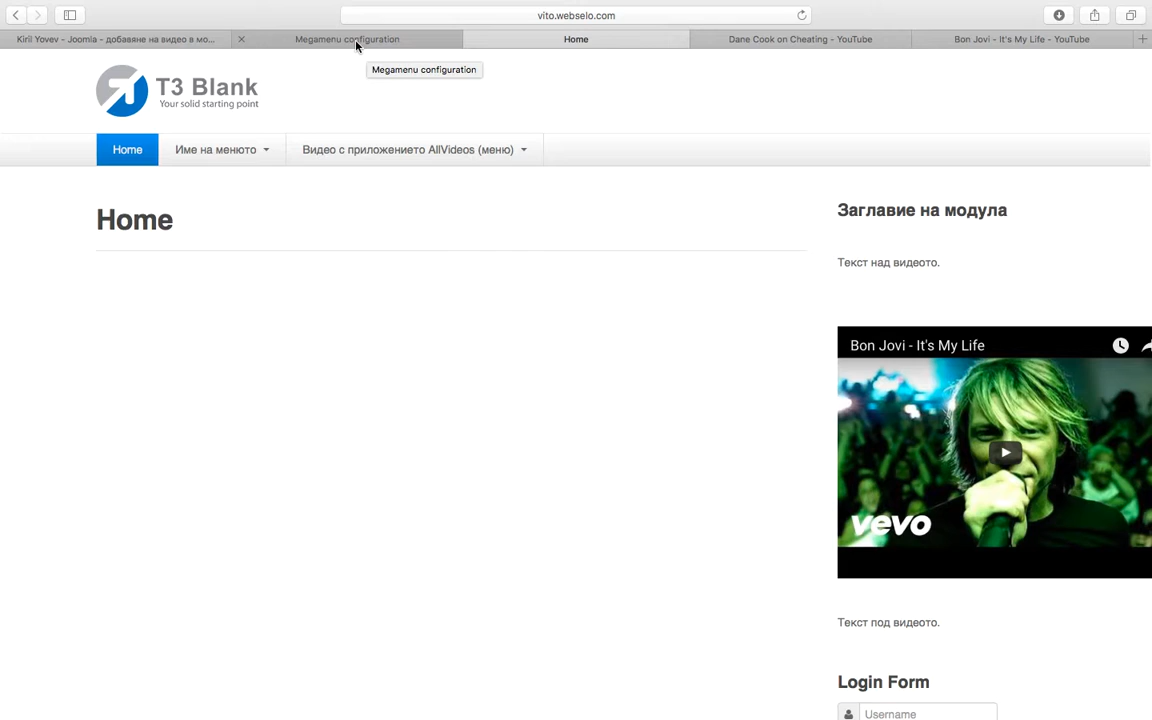 vito.webselo.com
Kiril Yovev - Joomla - добавяне на видео в мо...
Megamenu configuration
Home
Dane Cook on Cheating - YouTube
Bon Jovi - It's My Life - YouTube
Megamenu configuration
T3 Blank
Your solid starting point
Home
Име на менюто
Видео с приложението AllVideos (меню)
Home
Заглавие на модула
Текст над видеото.
Bon Jovi - It's My Life
vevo
Текст под видеото.
Login Form
Username